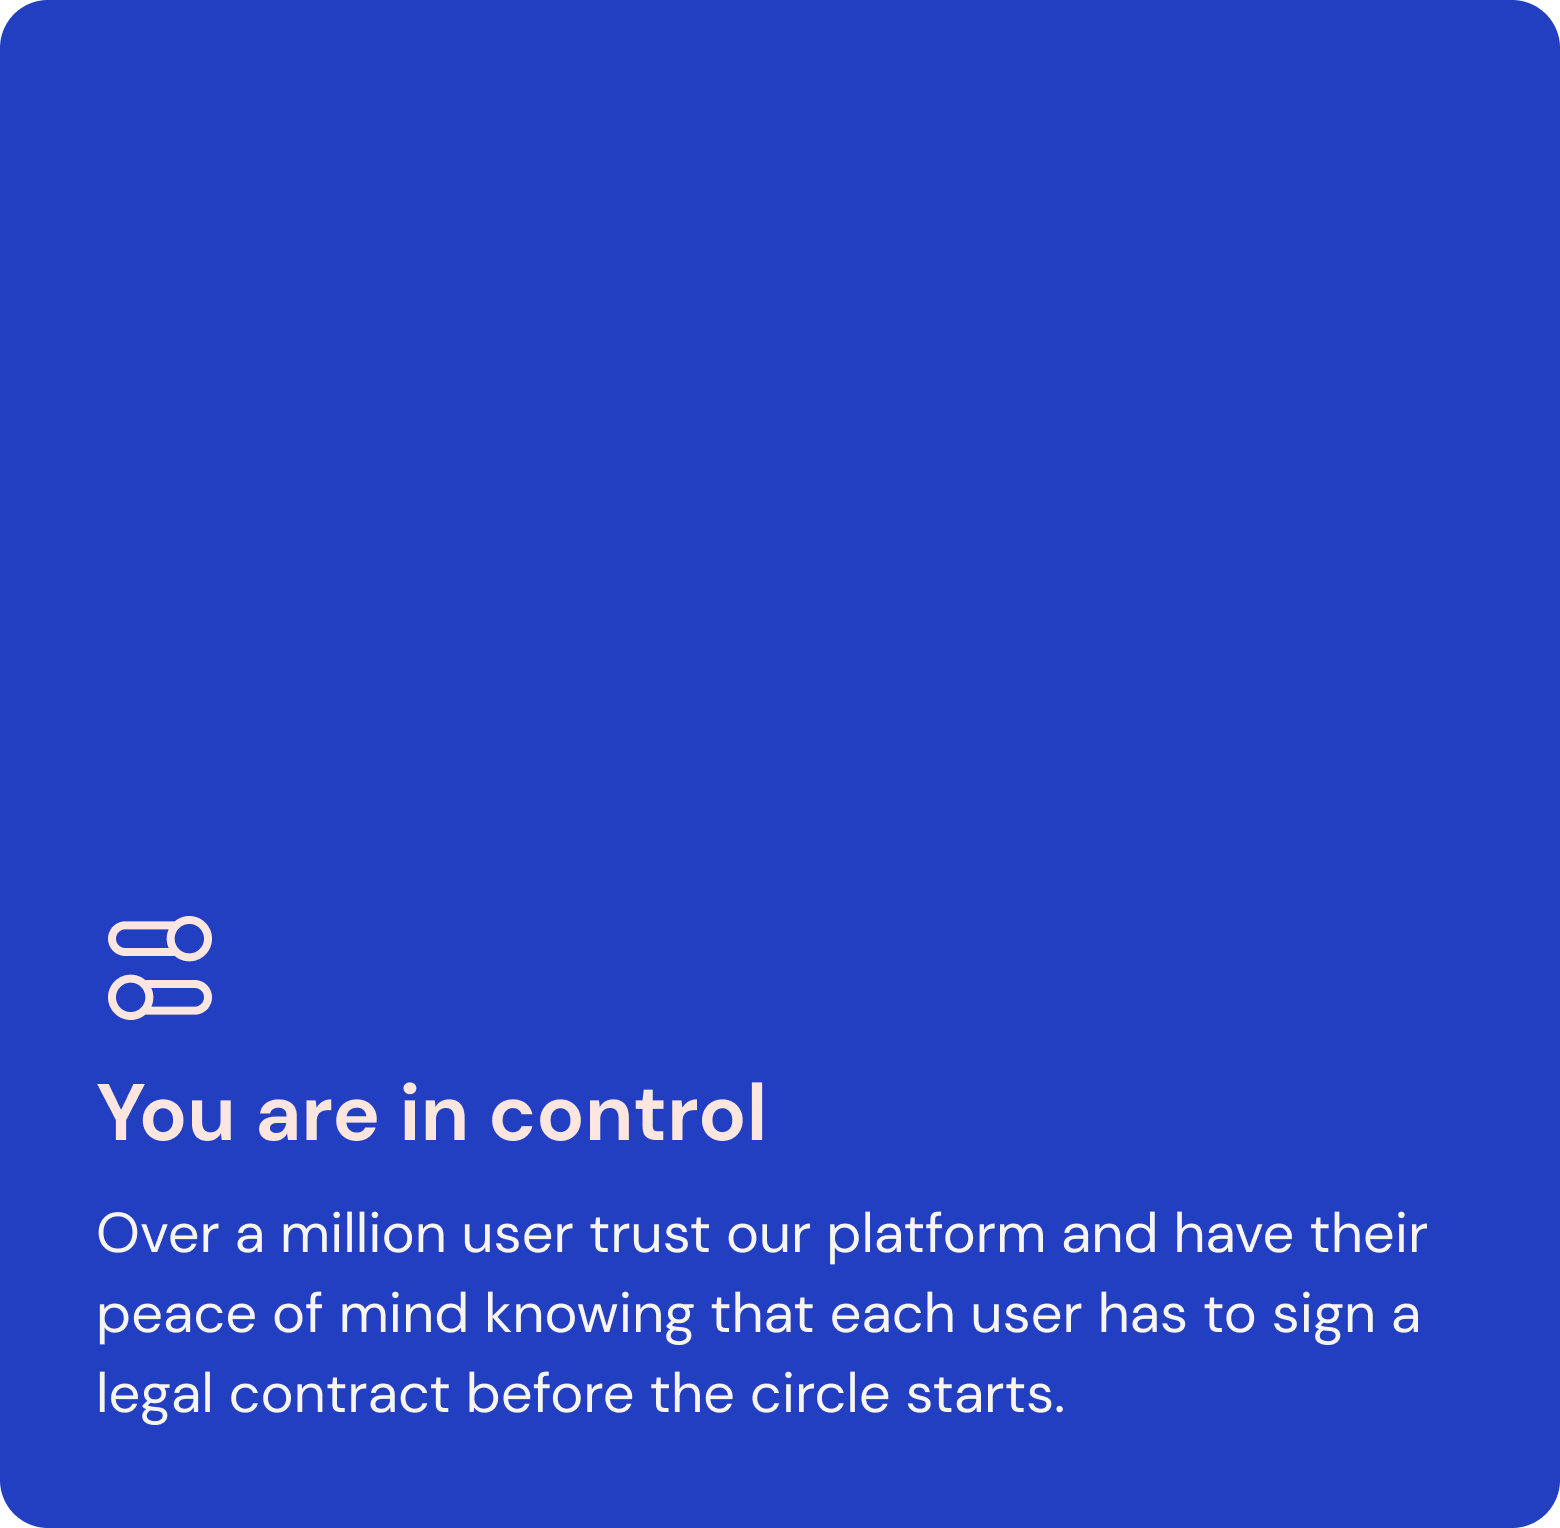 You are in control
Over a million user trust our platform and have their
peace of mind knowing that each user has to sign a
legal contract before the circle starts.